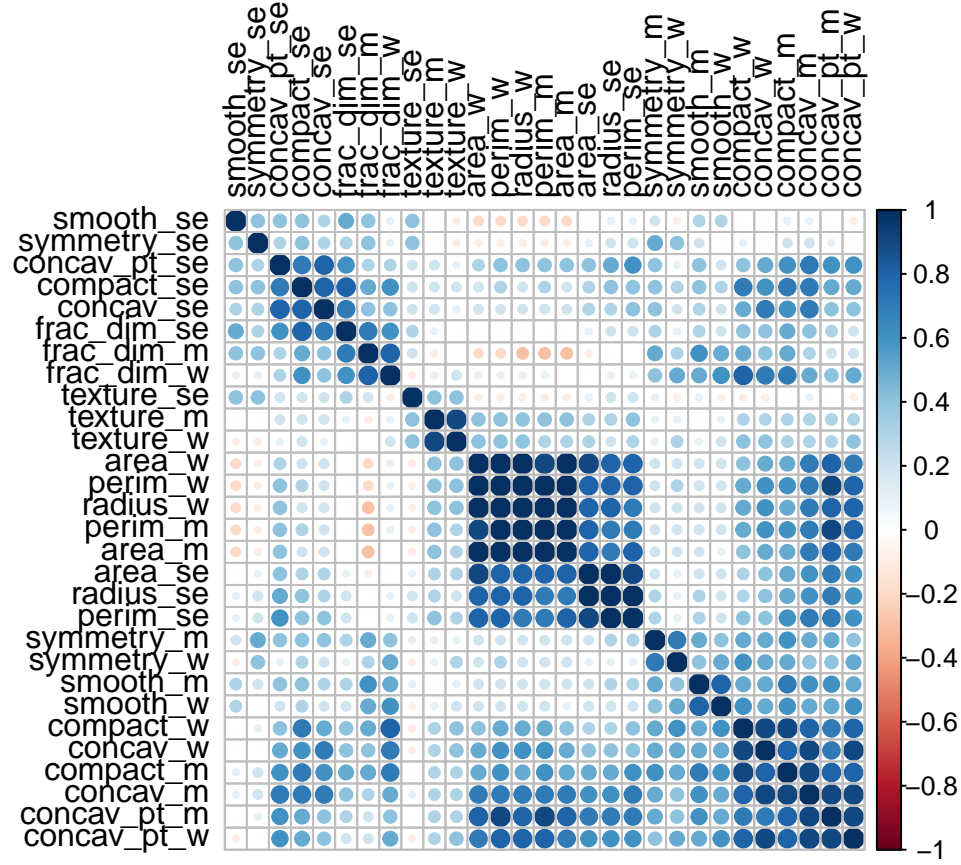 smooth_se
symmetry_se
concav_pt_se
compact_se
concav_se
frac_dim_se
frac_dim_m
frac_dim_w
texture_se
texture_m
texture_w
area_w
perim_w
radius_w
perim_m
area_m
area_se
radius_se
perim_se
symmetry_m
symmetry_w
smooth_m
smooth_w
compact_w
concav_w
compact_m
concav_m
concav_pt_m
concav_pt_w
smooth_se
symmetry_se
concav_pt_se
compact_se
concav_se
frac_dim_se
frac_dim_m
frac_dim_w
texture_se
texture_m
texture_w
area_w
perim_w
radius_w
perim_m
area_m
area_se
radius_se
perim_se
symmetry_m
symmetry_w
smooth_m
smooth_w
compact_w
concav_w
compact_m
concav_m
concav_pt_m
concav_pt_w
1
0.8
0.6
0.4
0.2
0
−0.2
−0.4
−0.6
−0.8
−1